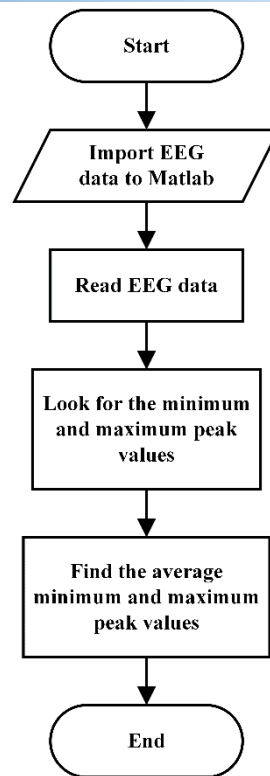 Start
Import EEG
data to Matlab
Read EEG data
Look for the minimum
and maximum peak
values
Find the average
minimum and maximum
peak values
End